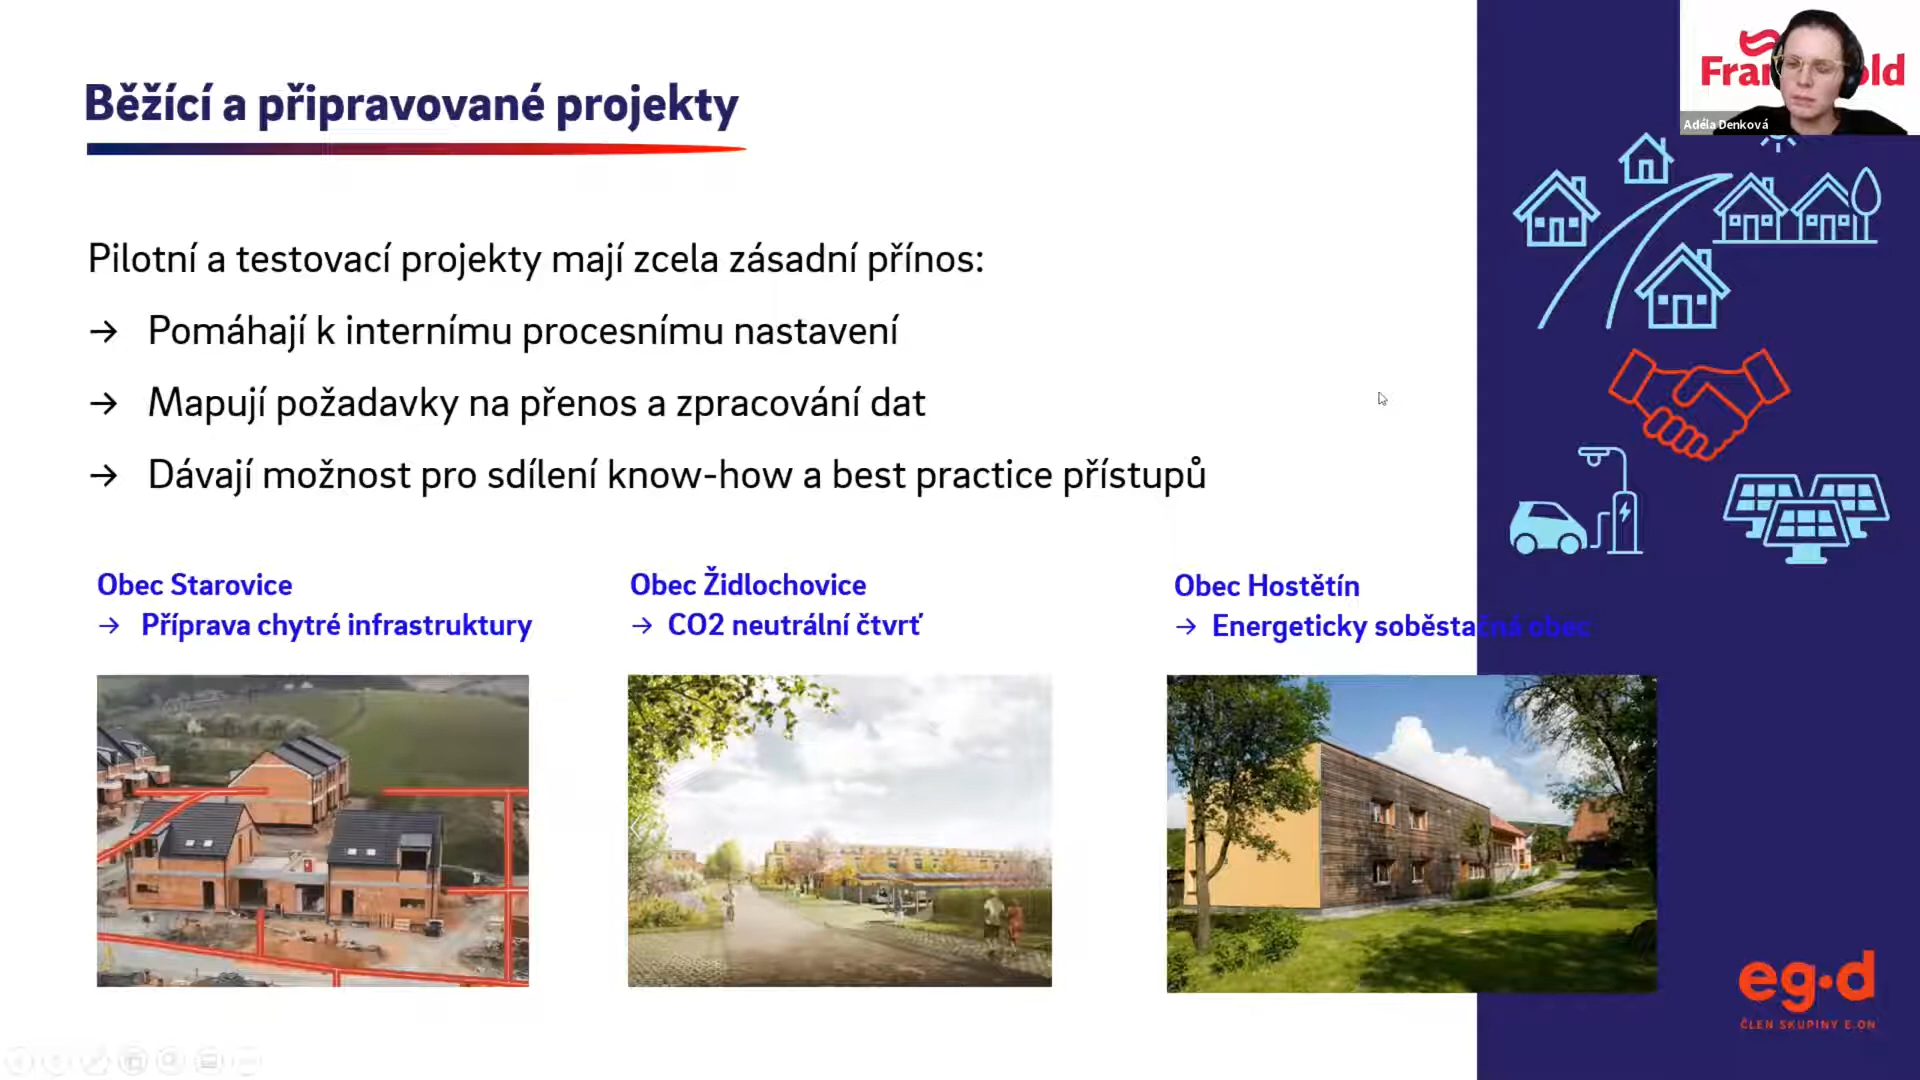 Běžící a připravované projekty
Pilotní a testovací projekty mají zcela zásadní přínos:
→ Pomáhají k internímu procesnímu nastavení
→ Mapují požadavky na přenos a zpracování dat
→ Dávají možnost pro sdílení know-how a best practice přístupů
Obec Starovice
→ Příprava chytré infrastruktury
Obec Židlochovice
→ CO2 neutrální čtvrť
Obec Hostětín
→ Energeticky soběstačná obec
Adéla Denková
eg·d
ČLEN SKUPINY E.ON